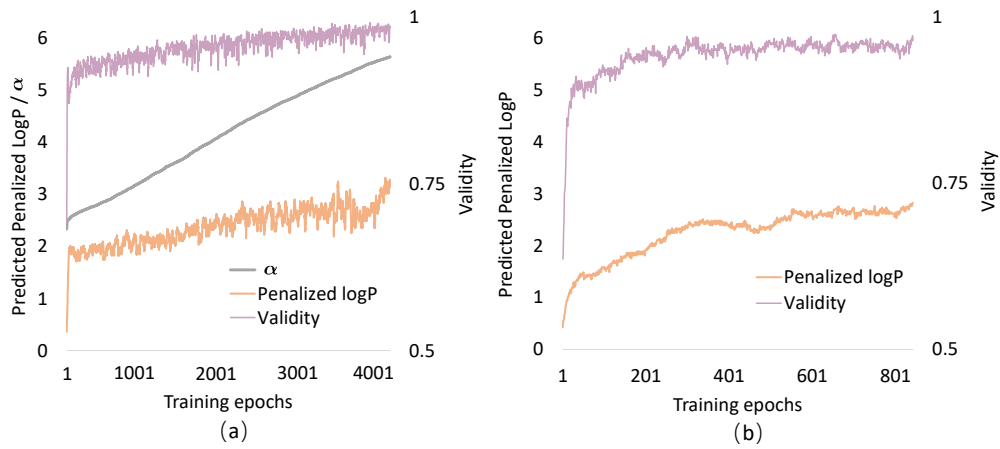 Predicted Penalized LogP / α
6
5
4
3
2
1
0
1
0.75
0.5
Validity
α
Penalized logP
Validity
1 1001 2001 3001 4001
Training epochs
(a)
Predicted Penalized LogP
6
5
4
3
2
1
0
1
0.75
0.5
Validity
Penalized logP
Validity
1 201 401 601 801
Training epochs
(b)